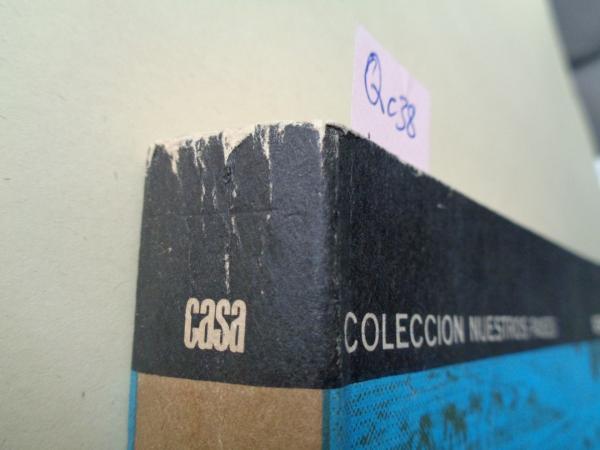 Qc38
casa
COLECCION NUESTROS PAISES